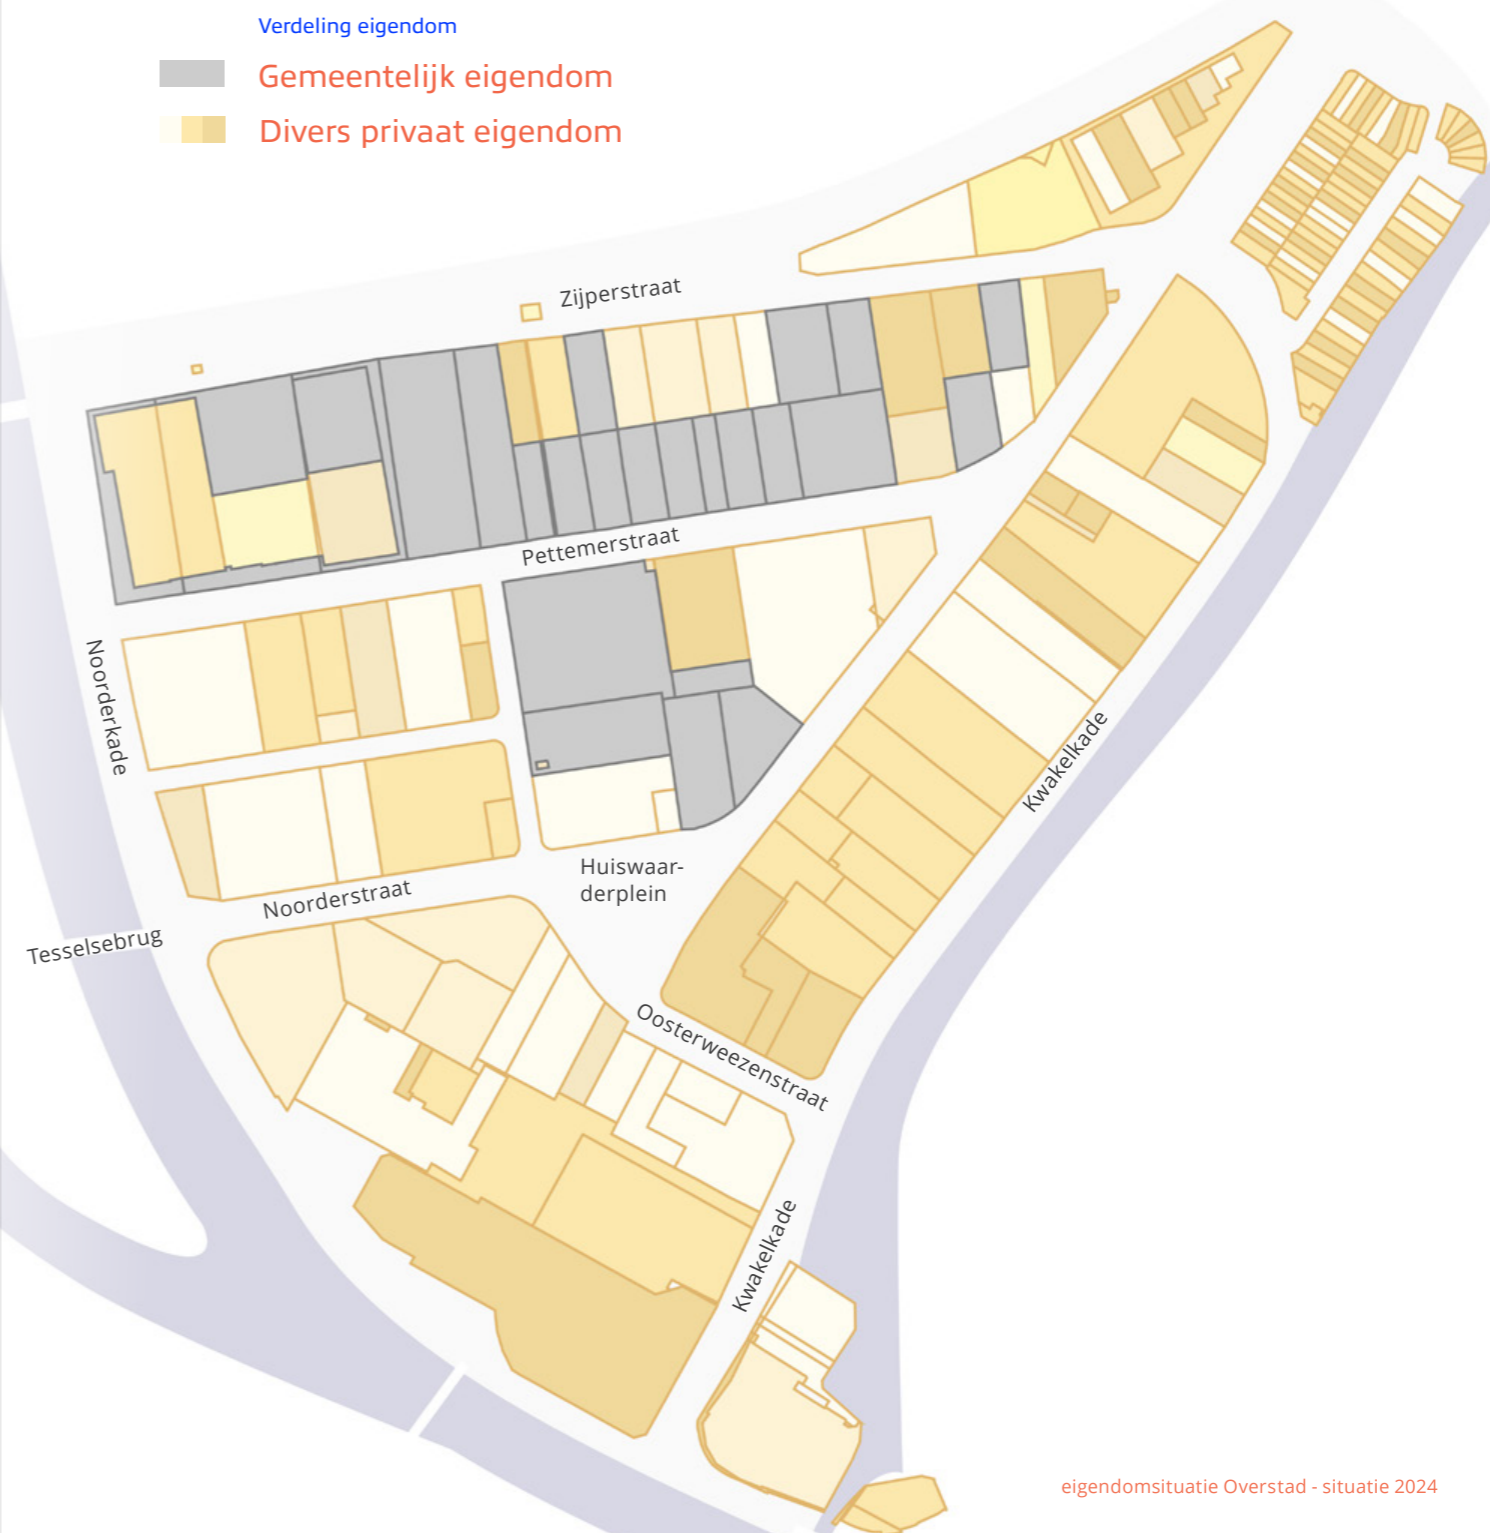 Verdeling eigendom
Gemeentelijk eigendom
Divers privaat eigendom
Zijperstraat
Pettemerstraat
Noorderkade
Kwakelkade
Huiswaar-
derplein
Noorderstraat
Tesselsebrug
Oosterweezenstraat
Kwakelkade
eigendomsituatie Overstad - situatie 2024